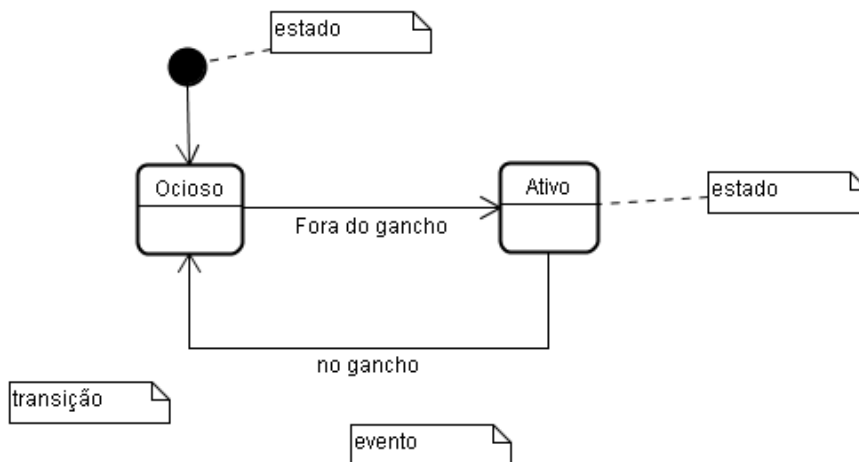 estado
Ocioso
Ativo
estado
Fora do gancho
no gancho
transição
evento